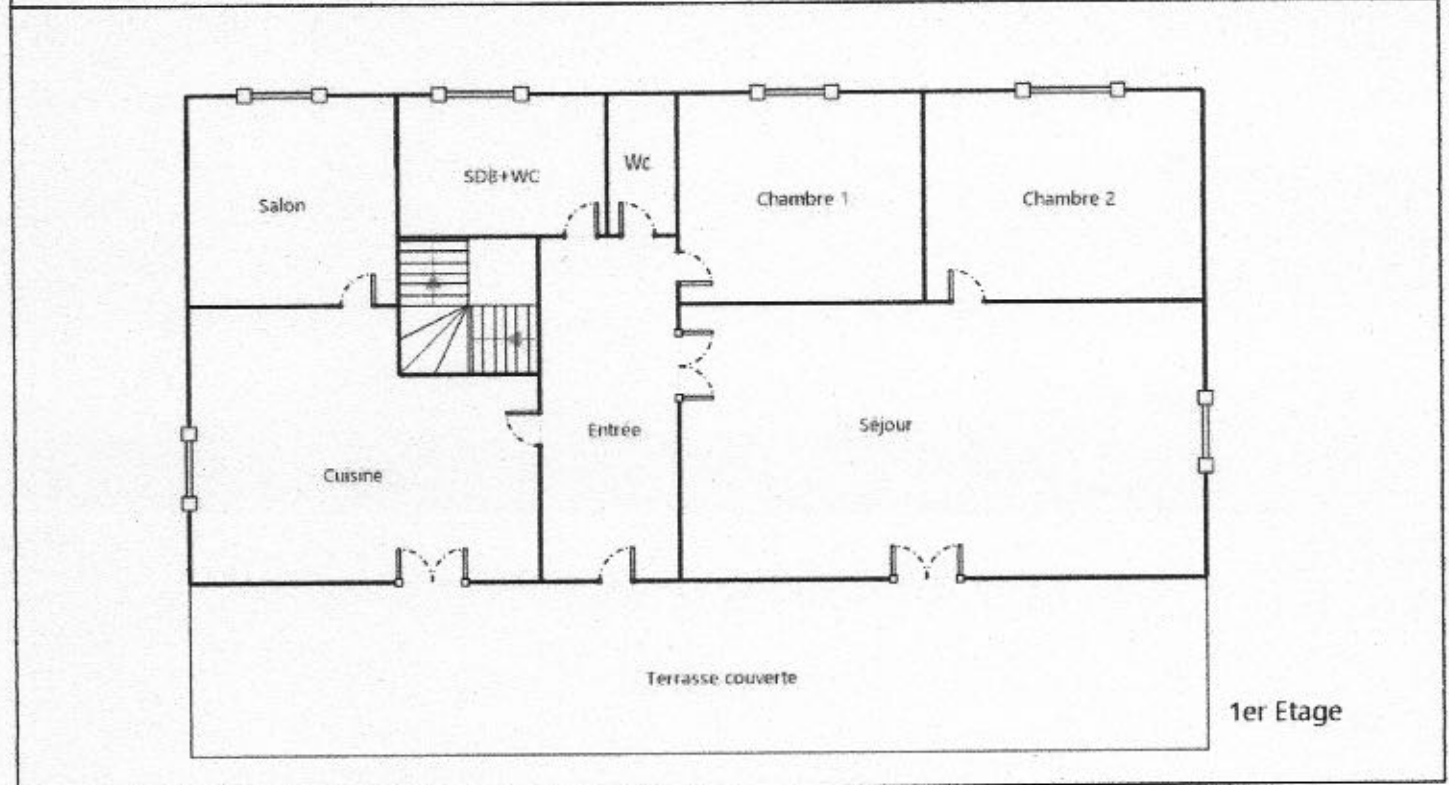 Salon
SDB+WC
Wc
Chambre 1
Chambre 2
Cuisine
Entrée
Séjour
Terrasse couverte
1er Etage